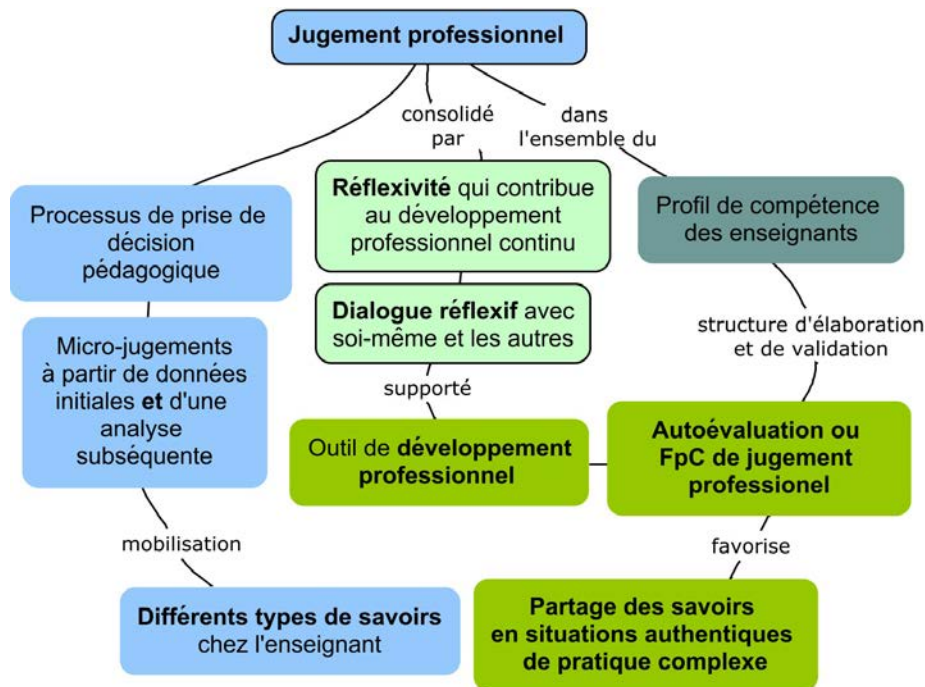 Jugement professionnel
consolidé
par
dans
l'ensemble du
Processus de prise de
décision
pédagogique
Réflexivité qui contribue
au développement
professionnel continu
Profil de compétence
des enseignants
Dialogue réflexif avec
soi-même et les autres
structure d'élaboration
et de validation
Micro-jugements
à partir de données
initiales et d'une
analyse
subséquente
supporté
Outil de développement
professionnel
Autoévaluation ou
FpC de jugement
professionel
mobilisation
favorise
Différents types de savoirs
chez l'enseignant
Partage des savoirs
en situations authentiques
de pratique complexe